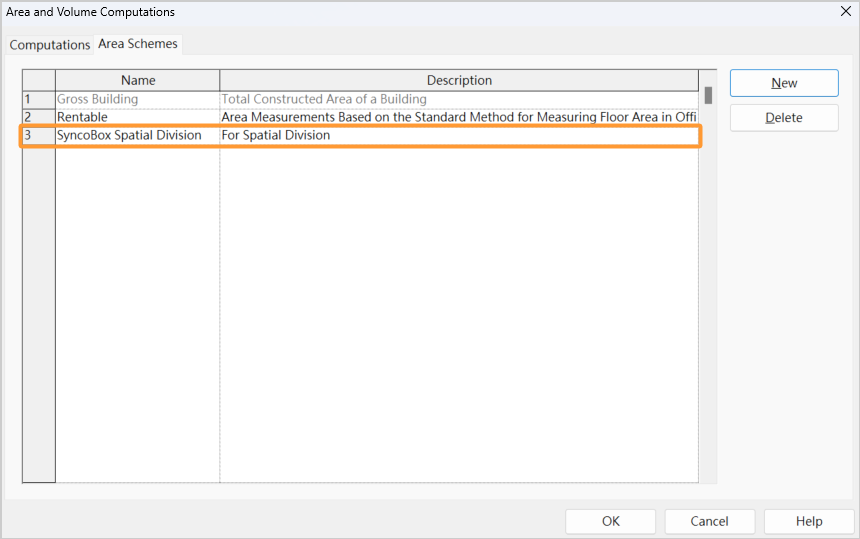 Area and Volume Computations
Computations Area Schemes
Name Description
1 Gross Building Total Constructed Area of a Building
2 Rentable Area Measurements Based on the Standard Method for Measuring Floor Area in Offi
3 SyncoBox Spatial Division For Spatial Division
New
Delete
OK Cancel Help